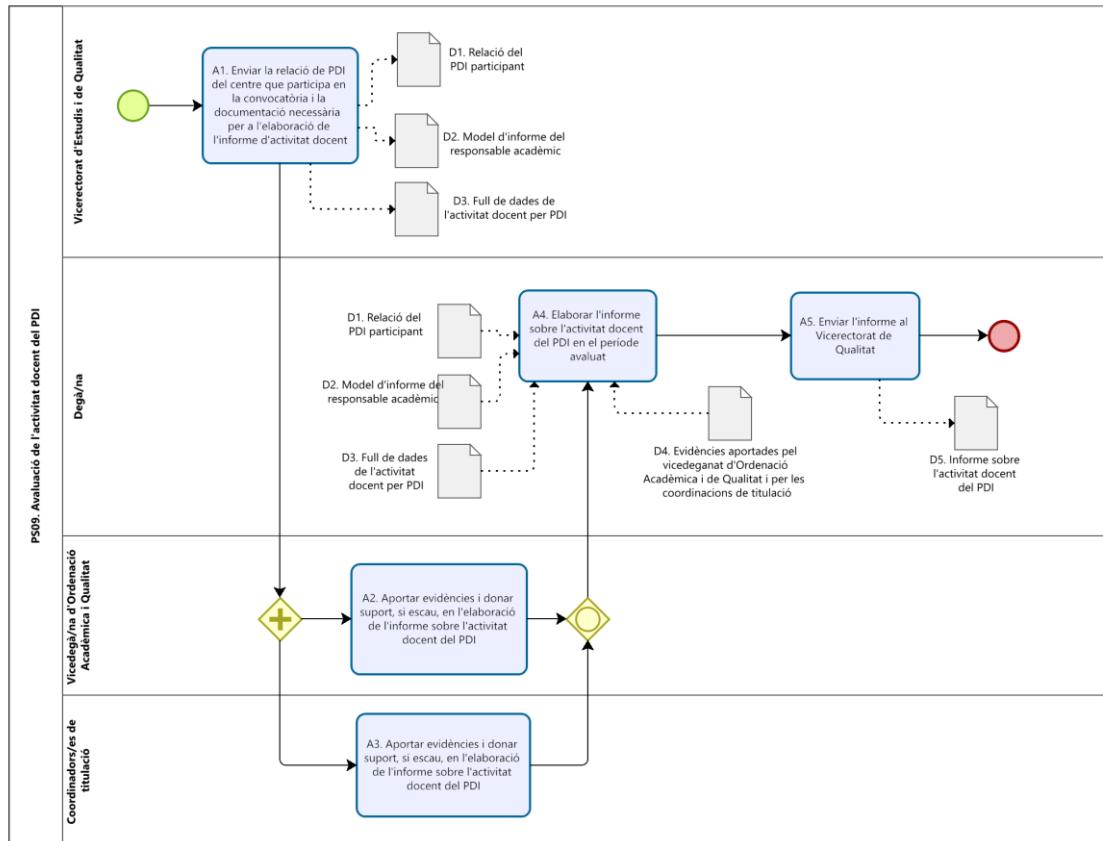 PS09. Avaluació de l'activitat docent del PDI
Vicerectorat d'Estudis i de Qualitat
A1. Enviar la relació de PDI
del centre que participa en
la convocatòria i la
documentació necessària
per a l'elaboració de
l'informe d'activitat docent
D1. Relació del
PDI participant
D2. Model d'informe del
responsable acadèmic
D3. Full de dades de
l'activitat docent per PDI
Degà/na
D1. Relació del
PDI participant
D2. Model d'informe del
responsable acadèmic
D3. Full de dades
de l'activitat
docent per PDI
A4. Elaborar l'informe
sobre l'activitat docent
del PDI en el període
avaluat
D4. Evidències aportades pel
vicedeganat d'Ordenació
Acadèmica i de Qualitat i per les
coordinacions de titulació
A5. Enviar l'informe al
Vicerectorat de
Qualitat
D5. Informe sobre
l'activitat docent
del PDI
Vicedegà/na d'Ordenació
Acadèmica i Qualitat
A2. Aportar evidències i donar
suport, si escau, en l'elaboració
de l'informe sobre l'activitat
docent del PDI
Coordinadors/es de
titulació
A3. Aportar evidències i donar
suport, si escau, en l'elaboració
de l'informe sobre l'activitat
docent del PDI